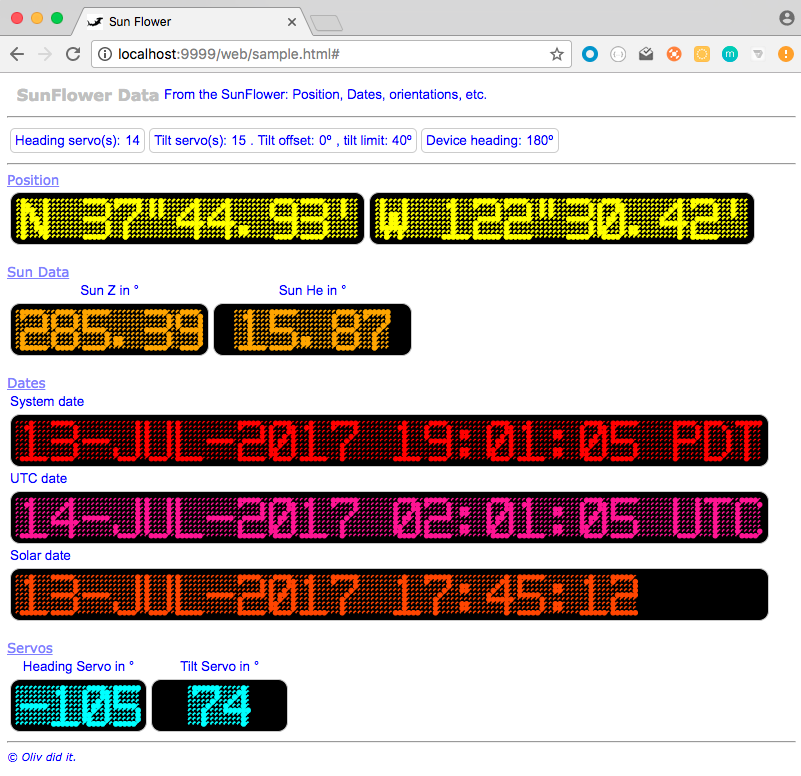 Sun Flower
localhost:9999/web/sample.html#
SunFlower Data From the SunFlower: Position, Dates, orientations, etc.
Heading servo(s): 14 Tilt servo(s): 15 . Tilt offset: 0º , tilt limit: 40º Device heading: 180º
Position
N 37"44.93' W 122"30.42'
Sun Data
Sun Z in ° Sun He in °
285.39 15.87
Dates
System date
13-JUL-2017 19:01:05 PDT
UTC date
14-JUL-2017 02:01:05 UTC
Solar date
13-JUL-2017 17:45:12
Servos
Heading Servo in ° Tilt Servo in °
-105 74
© Oliv did it.